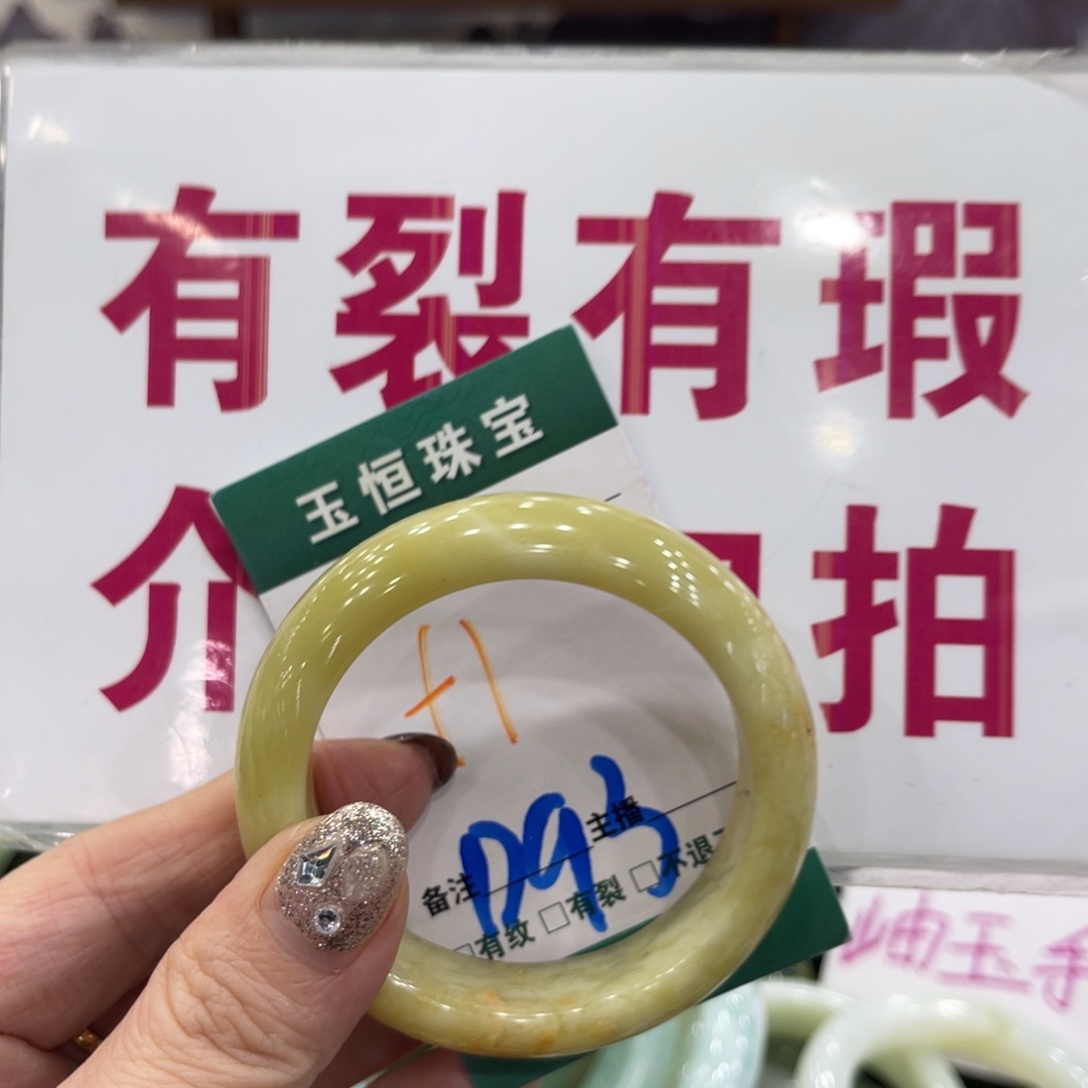 有裂有瑕
介 拍
玉恒珠宝
D93
主播
备注
有纹 有裂 不退
岫玉手